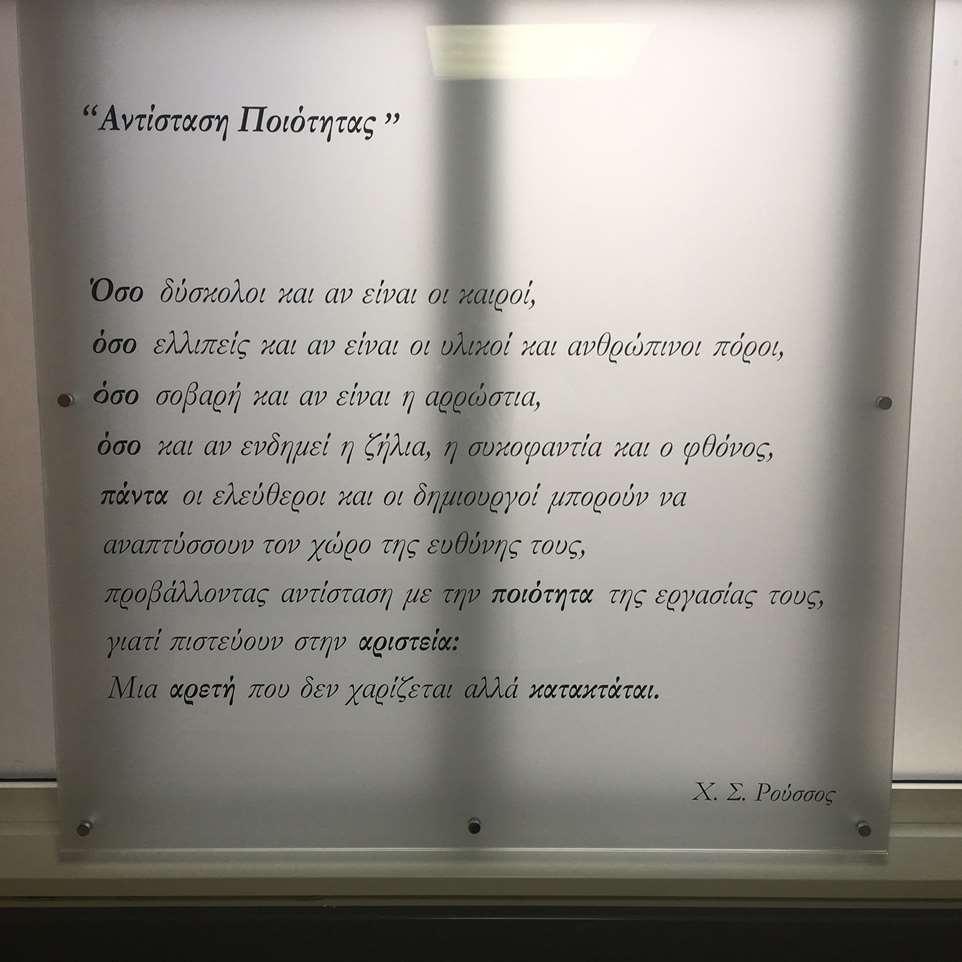 “Αντίσταση Ποιότητας”
Όσο δύσκολοι και αν είναι οι καιροί,
όσο ελλιπείς και αν είναι οι υλικοί και ανθρώπινοι πόροι,
όσο σοβαρή και αν είναι η αρρώστια,
όσο και αν ενδημεί η ζήλια, η συκοφαντία και ο φθόνος,
πάντα οι ελεύθεροι και οι δημιουργοί μπορούν να
αναπτύσσουν τον χώρο της ευθύνης τους,
προβάλλοντας αντίσταση με την ποιότητα της εργασίας τους,
γιατί πιστεύουν στην αριστεία:
Μια αρετή που δεν χαρίζεται αλλά κατακτάται.
Χ. Σ. Ρούσσος